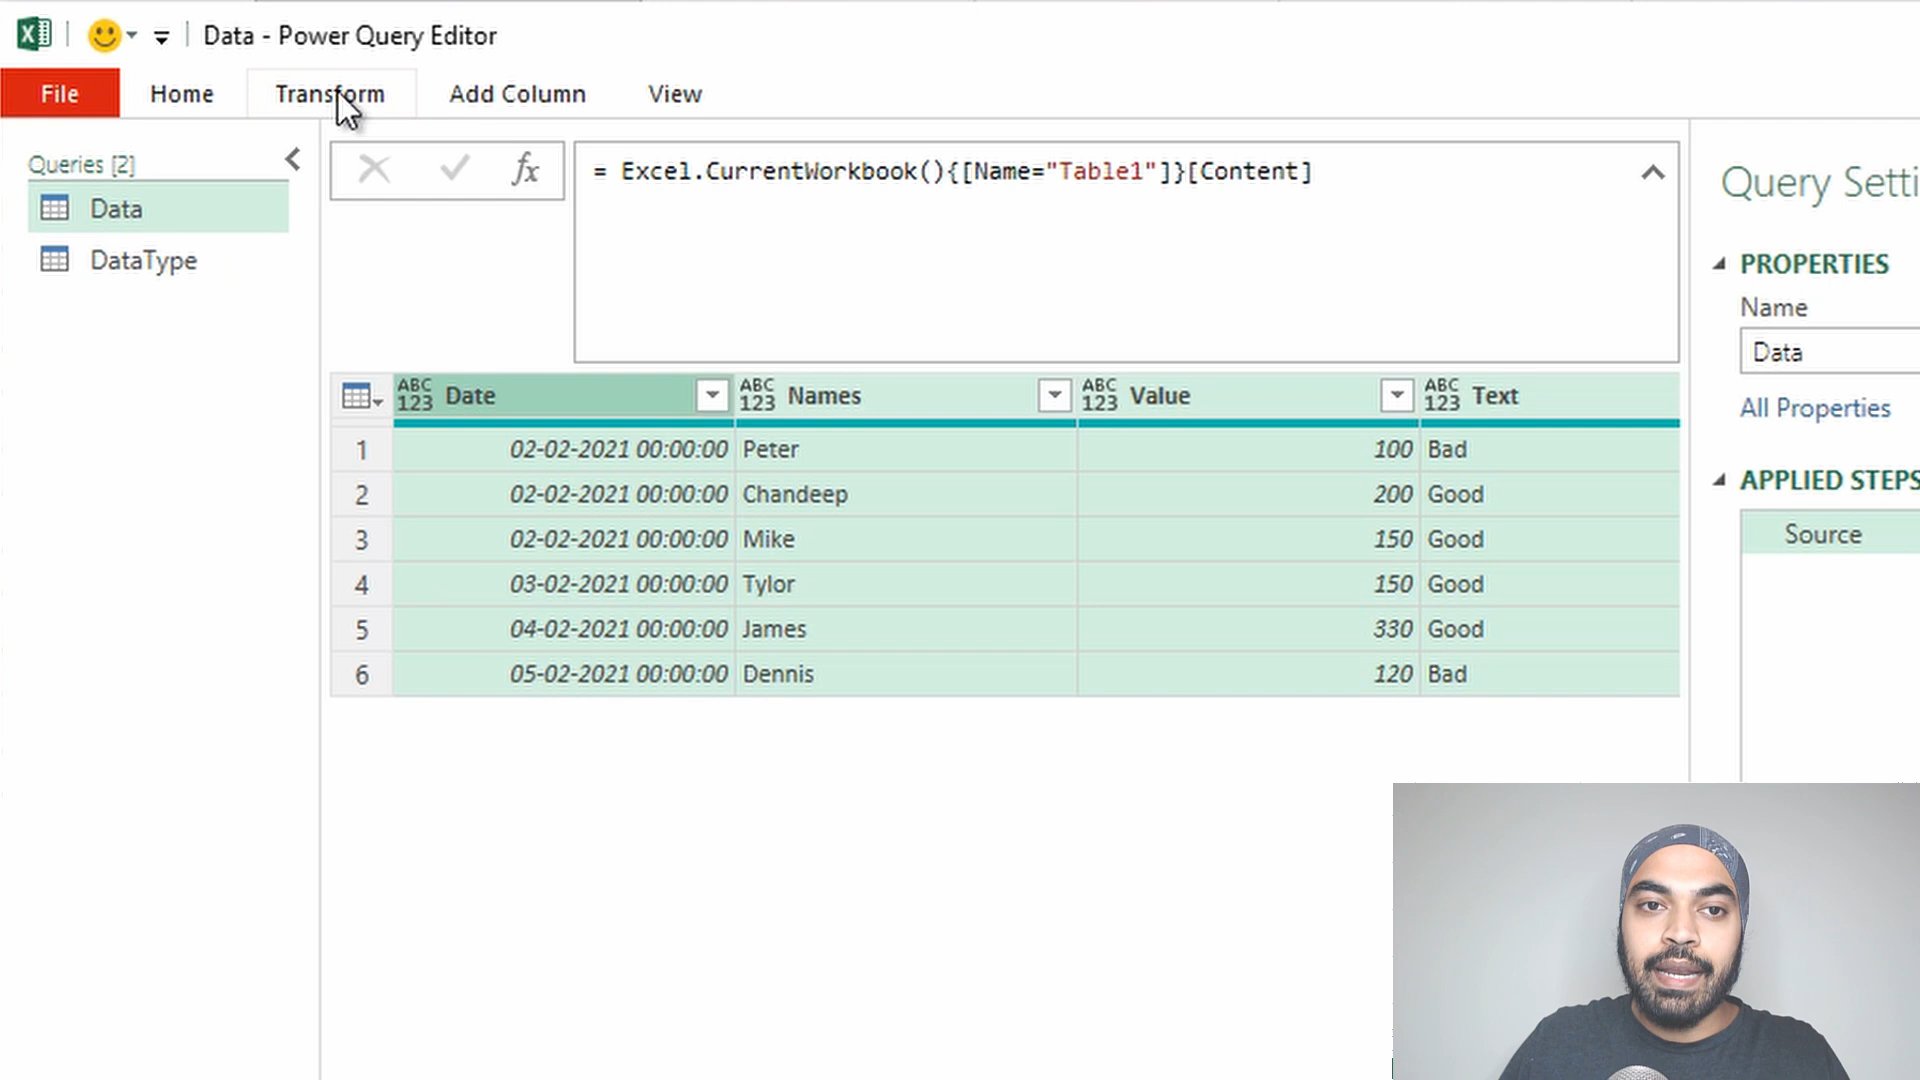 Data - Power Query Editor
File Home Transform Add Column View
Queries [2]
Data
DataType
fx
= Excel.CurrentWorkbook(){[Name="Table1"]}[Content]
ABC 123 Date ABC 123 Names ABC 123 Value ABC 123 Text
1 02-02-2021 00:00:00 Peter 100 Bad
2 02-02-2021 00:00:00 Chandeep 200 Good
3 02-02-2021 00:00:00 Mike 150 Good
4 03-02-2021 00:00:00 Tylor 150 Good
5 04-02-2021 00:00:00 James 330 Good
6 05-02-2021 00:00:00 Dennis 120 Bad
Query Setti
PROPERTIES
Name
Data
All Properties
APPLIED STEPS
Source